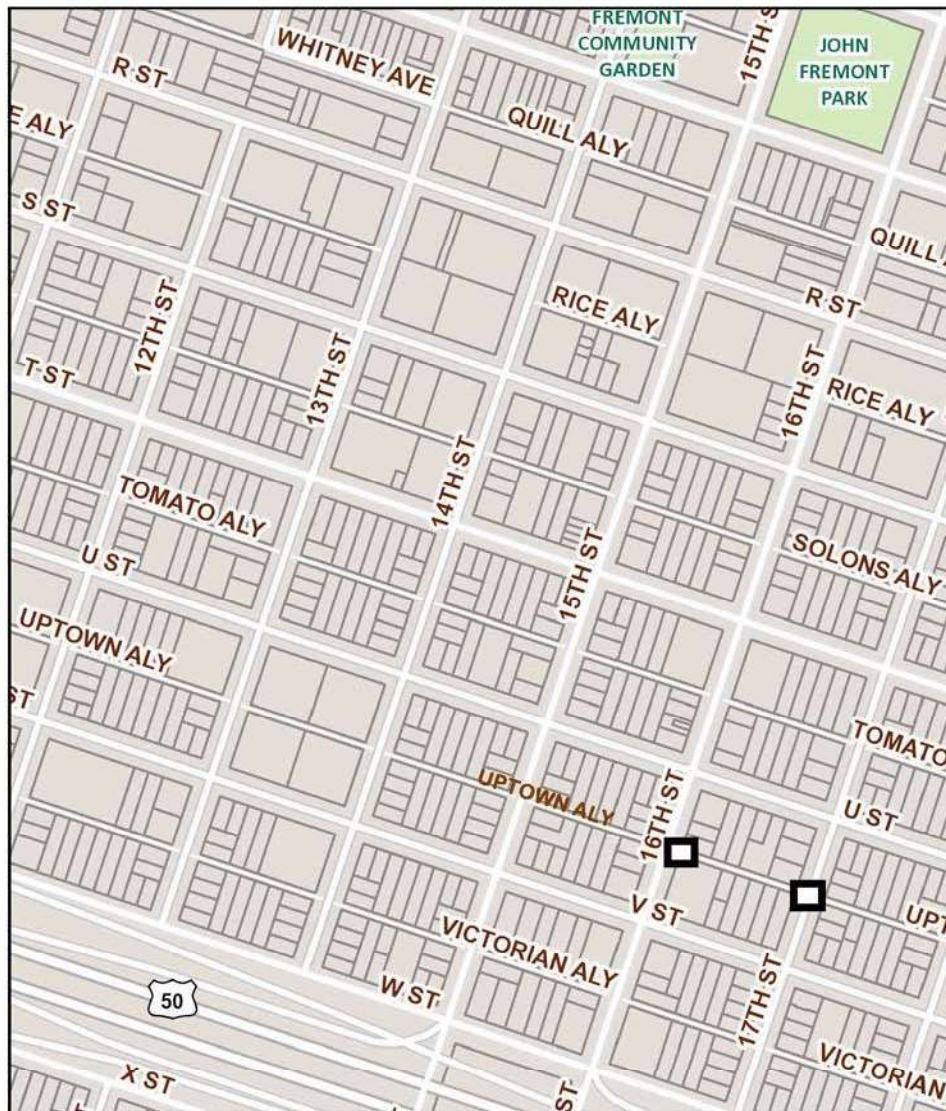 FREMONT
COMMUNITY
GARDEN
15TH S
JOHN
FREMONT
PARK
WHITNEY AVE
R ST
QUILL ALY
E ALY
S ST
QUILL A
RICE ALY
R ST
12TH ST
13TH ST
16TH ST
T ST
RICE ALY
14TH ST
TOMATO ALY
15TH ST
SOLONS ALY
U ST
UPTOWN ALY
ST
TOMATO
UPTOWN ALY
16TH ST
U ST
V ST
UPT
VICTORIAN ALY
W ST
50
17TH ST
X ST
VICTORIAN
ST